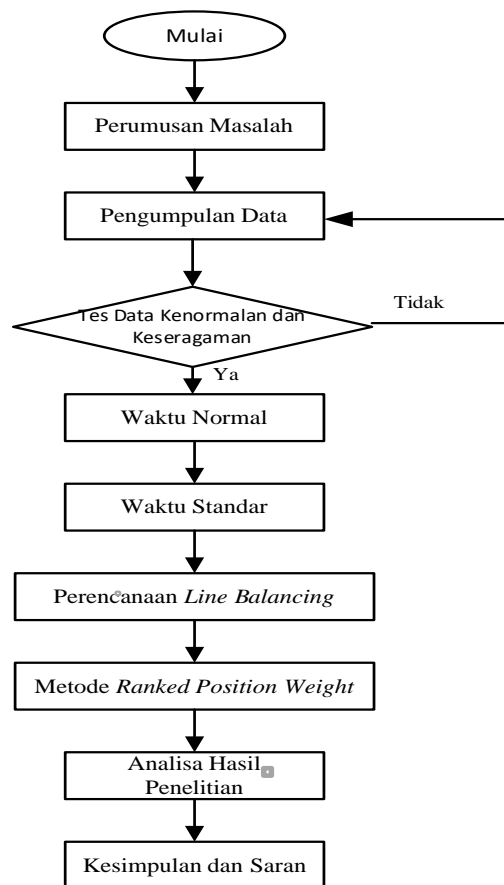 Mulai
Perumusan Masalah
Pengumpulan Data
Tes Data Kenormalan dan
Keseragaman
Tidak
Ya
Waktu Normal
Waktu Standar
Perencanaan Line Balancing
Metode Ranked Position Weight
Analisa Hasil
Penelitian
Kesimpulan dan Saran